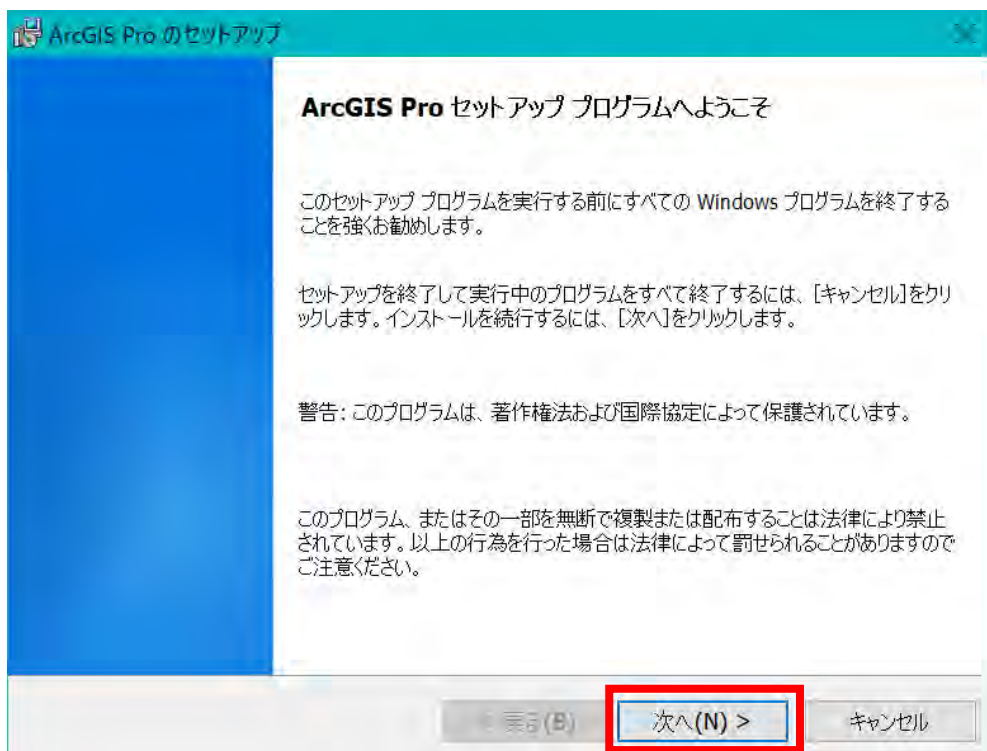 ArcGIS Pro のセットアップ
ArcGIS Pro セットアップ プログラムへようこそ
このセットアップ プログラムを実行する前にすべての Windows プログラムを終了する
ことを強くお勧めします。
セットアップを終了して実行中のプログラムをすべて終了するには、[キャンセル]をクリ
ックします。インストールを続行するには、[次へ]をクリックします。
警告: このプログラムは、著作権法および国際協定によって保護されています。
このプログラム、またはその一部を無断で複製または配布することは法律により禁止
されています。以上の行為を行った場合は法律によって罰せられることがありますので
ご注意ください。
< 戻る(B) 次へ(N) > キャンセル